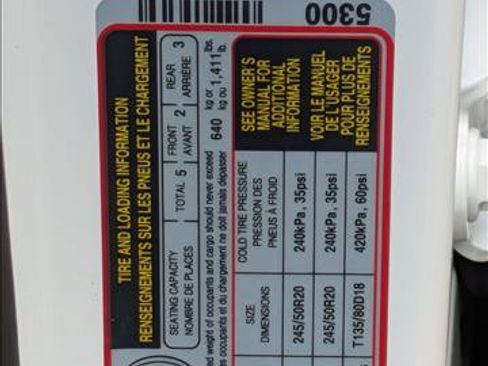 5300
TIRE AND LOADING INFORMATION
RENSEIGNEMENTS SUR LES PNEUS ET LE CHARGEMENT
SEATING CAPACITY
NOMBRE DE PLACES
TOTAL 5
FRONT
AVANT
2
REAR
ARRIÈRE
3
ed weight of occupants and cargo should never exceed
es occupants et du chargement ne doit jamais dépasser
640
kg or
kg ou
1,411
lbs.
lb.
SIZE
DIMENSIONS
COLD TIRE PRESSURE
PRESSION DES
PNEUS À FROID
SEE OWNER'S
MANUAL FOR
ADDITIONAL
INFORMATION
VOIR LE MANUEL
DE L'USAGER
POUR PLUS DE
RENSEIGNEMENTS
245/50R20 240kPa, 35psi
245/50R20 240kPa, 35psi
T135/80D18 420kPa, 60psi